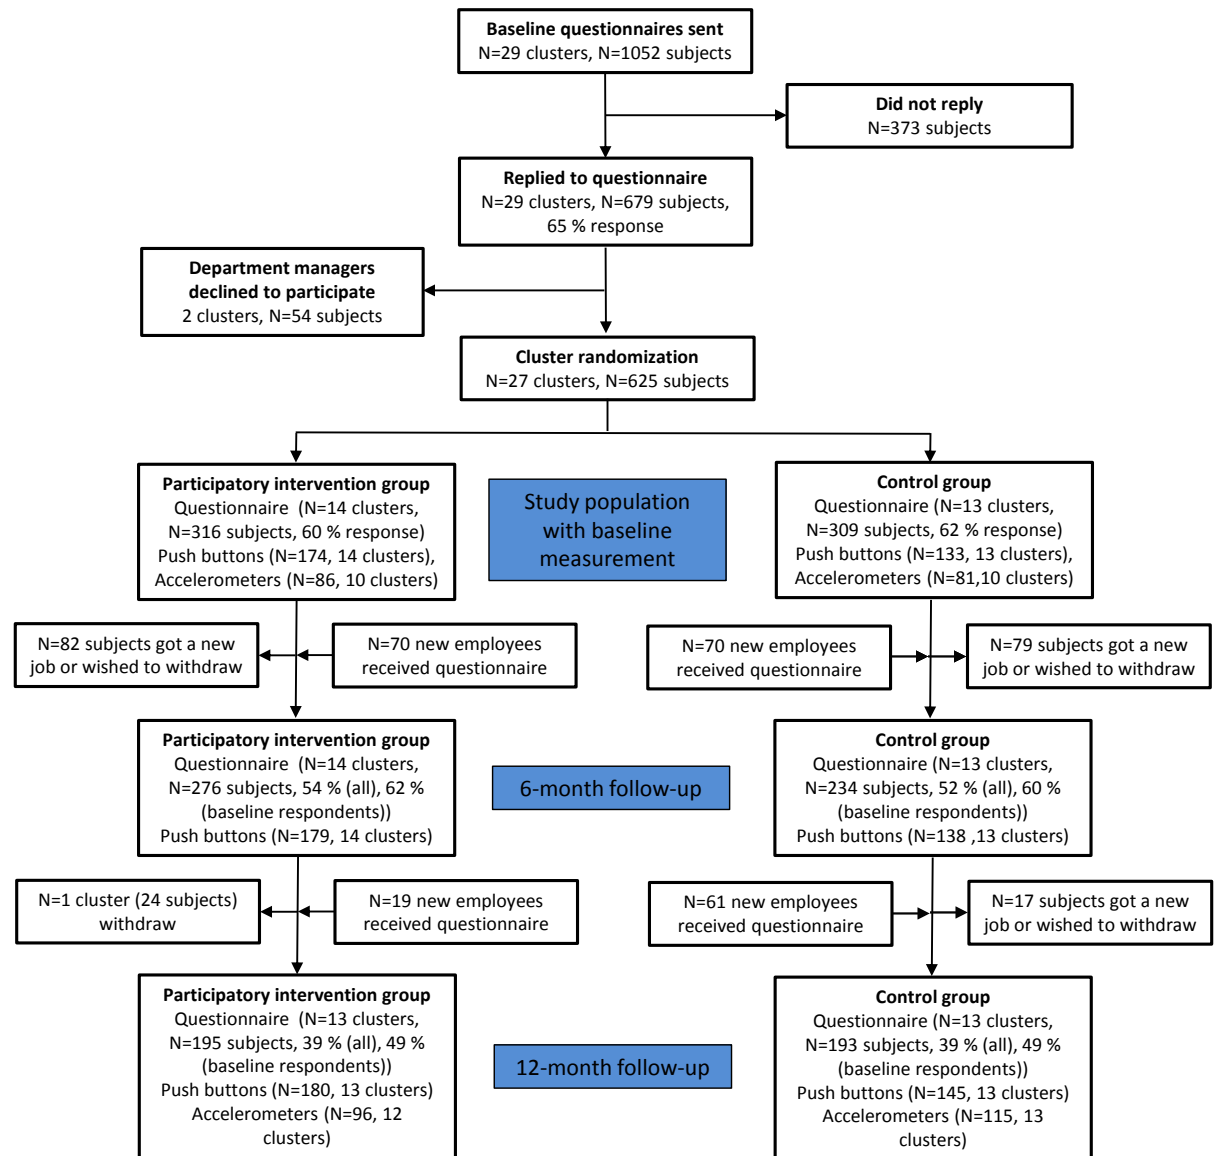 Baseline questionnaires sent
N=29 clusters, N=1052 subjects
Did not reply
N=373 subjects
Replied to questionnaire
N=29 clusters, N=679 subjects,
65 % response
Department managers
declined to participate
2 clusters, N=54 subjects
Cluster randomization
N=27 clusters, N=625 subjects
Participatory intervention group
Questionnaire (N=14 clusters,
N=316 subjects, 60 % response)
Push buttons (N=174, 14 clusters),
Accelerometers (N=86, 10 clusters)
Study population
with baseline
measurement
Control group
Questionnaire (N=13 clusters,
N=309 subjects, 62 % response)
Push buttons (N=133, 13 clusters),
Accelerometers (N=81,10 clusters)
N=82 subjects got a new
job or wished to withdraw
N=70 new employees
received questionnaire
N=70 new employees
received questionnaire
N=79 subjects got a new
job or wished to withdraw
Participatory intervention group
Questionnaire (N=14 clusters,
N=276 subjects, 54 % (all), 62 %
(baseline respondents))
Push buttons (N=179, 14 clusters)
6-month follow-up
Control group
Questionnaire (N=13 clusters,
N=234 subjects, 52 % (all), 60 %
(baseline respondents))
Push buttons (N=138 ,13 clusters)
N=1 cluster (24 subjects)
withdraw
N=19 new employees
received questionnaire
N=61 new employees
received questionnaire
N=17 subjects got a new
job or wished to withdraw
Participatory intervention group
Questionnaire (N=13 clusters,
N=195 subjects, 39 % (all), 49 %
(baseline respondents))
Push buttons (N=180, 13 clusters)
Accelerometers (N=96, 12
clusters)
12-month follow-up
Control group
Questionnaire (N=13 clusters,
N=193 subjects, 39 % (all), 49 %
(baseline respondents))
Push buttons (N=145, 13 clusters)
Accelerometers (N=115, 13
clusters)